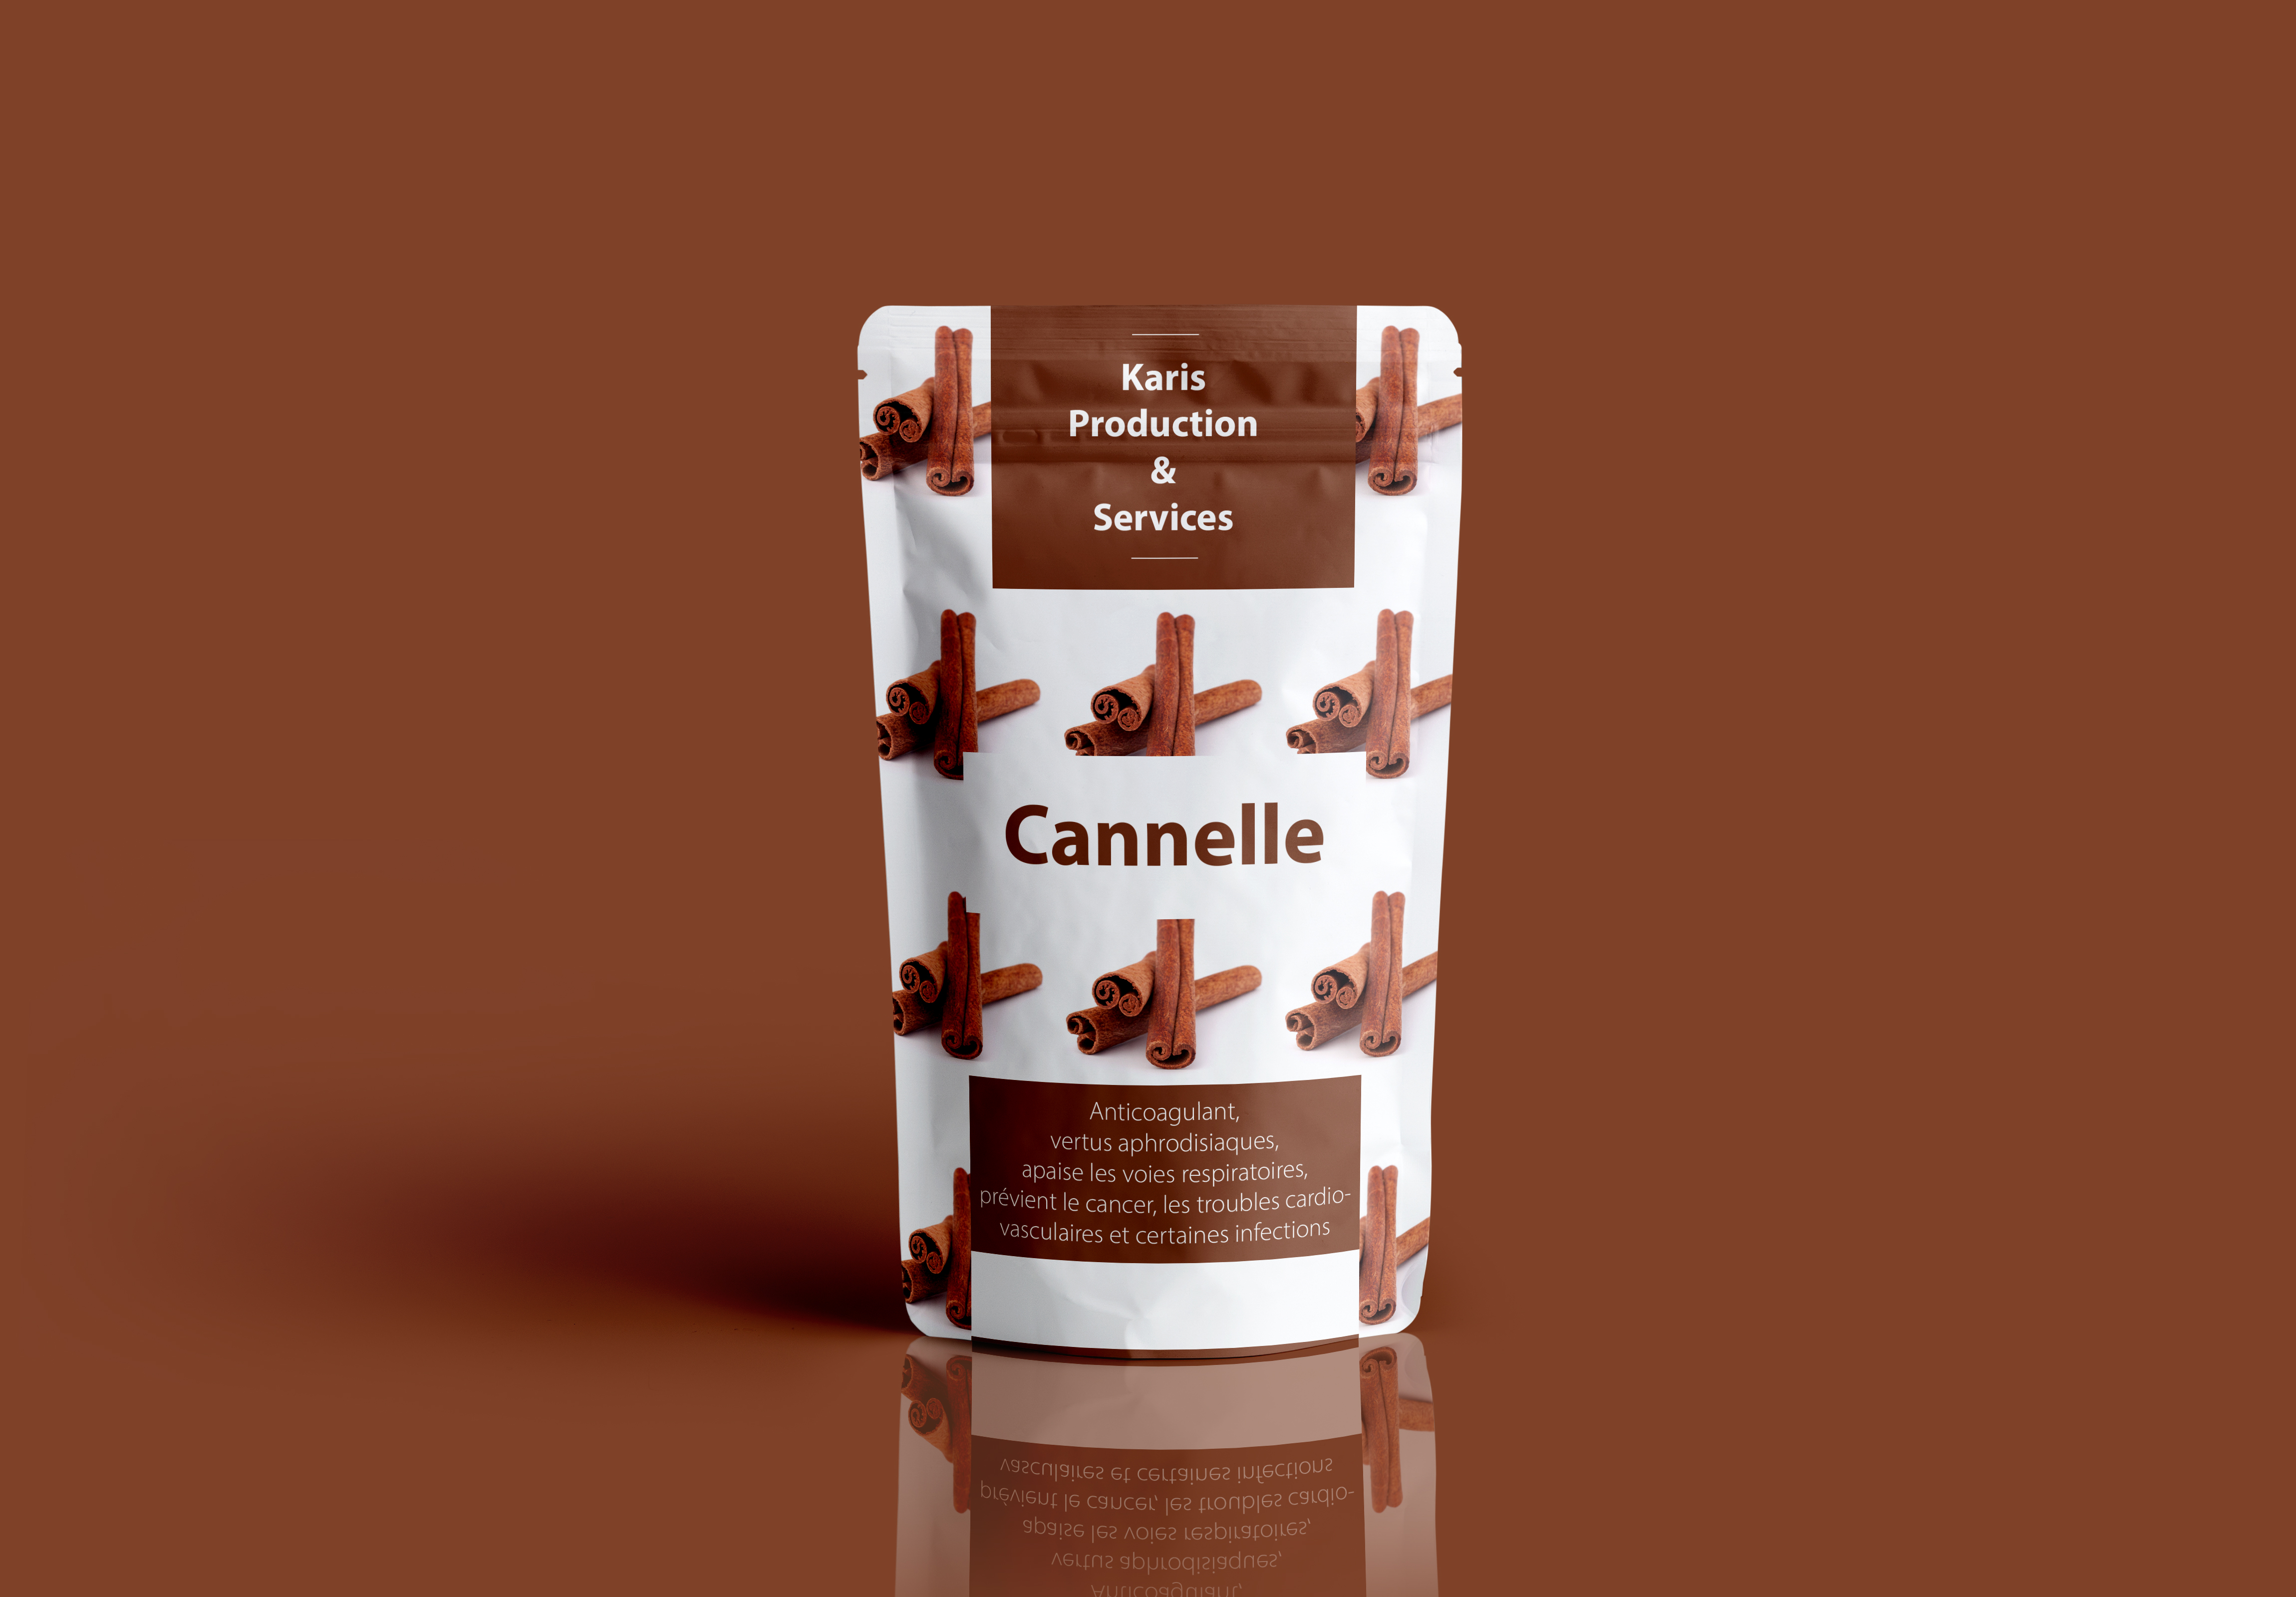 Karis
Production
&
Services
Cannelle
Anticoagulant,
vertus aphrodisiaques,
apaise les voies respiratoires,
prévient le cancer, les troubles cardio-
vasculaires et certaines infections